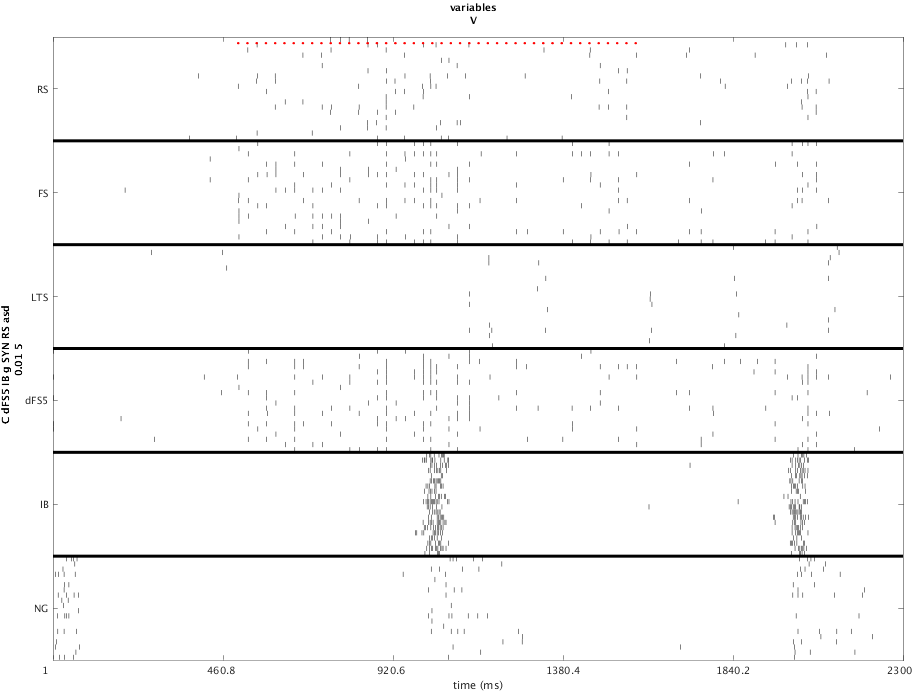 variables
V
RS
FS
LTS
dFS5
IB
NG
C dFS5 IB g SYN RS asd
0.01 5
1
460.8
920.6
1380.4
1840.2
2300
time (ms)